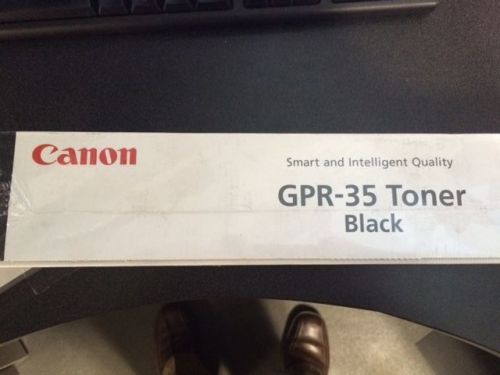 Canon
Smart and Intelligent Quality
GPR-35 Toner
Black